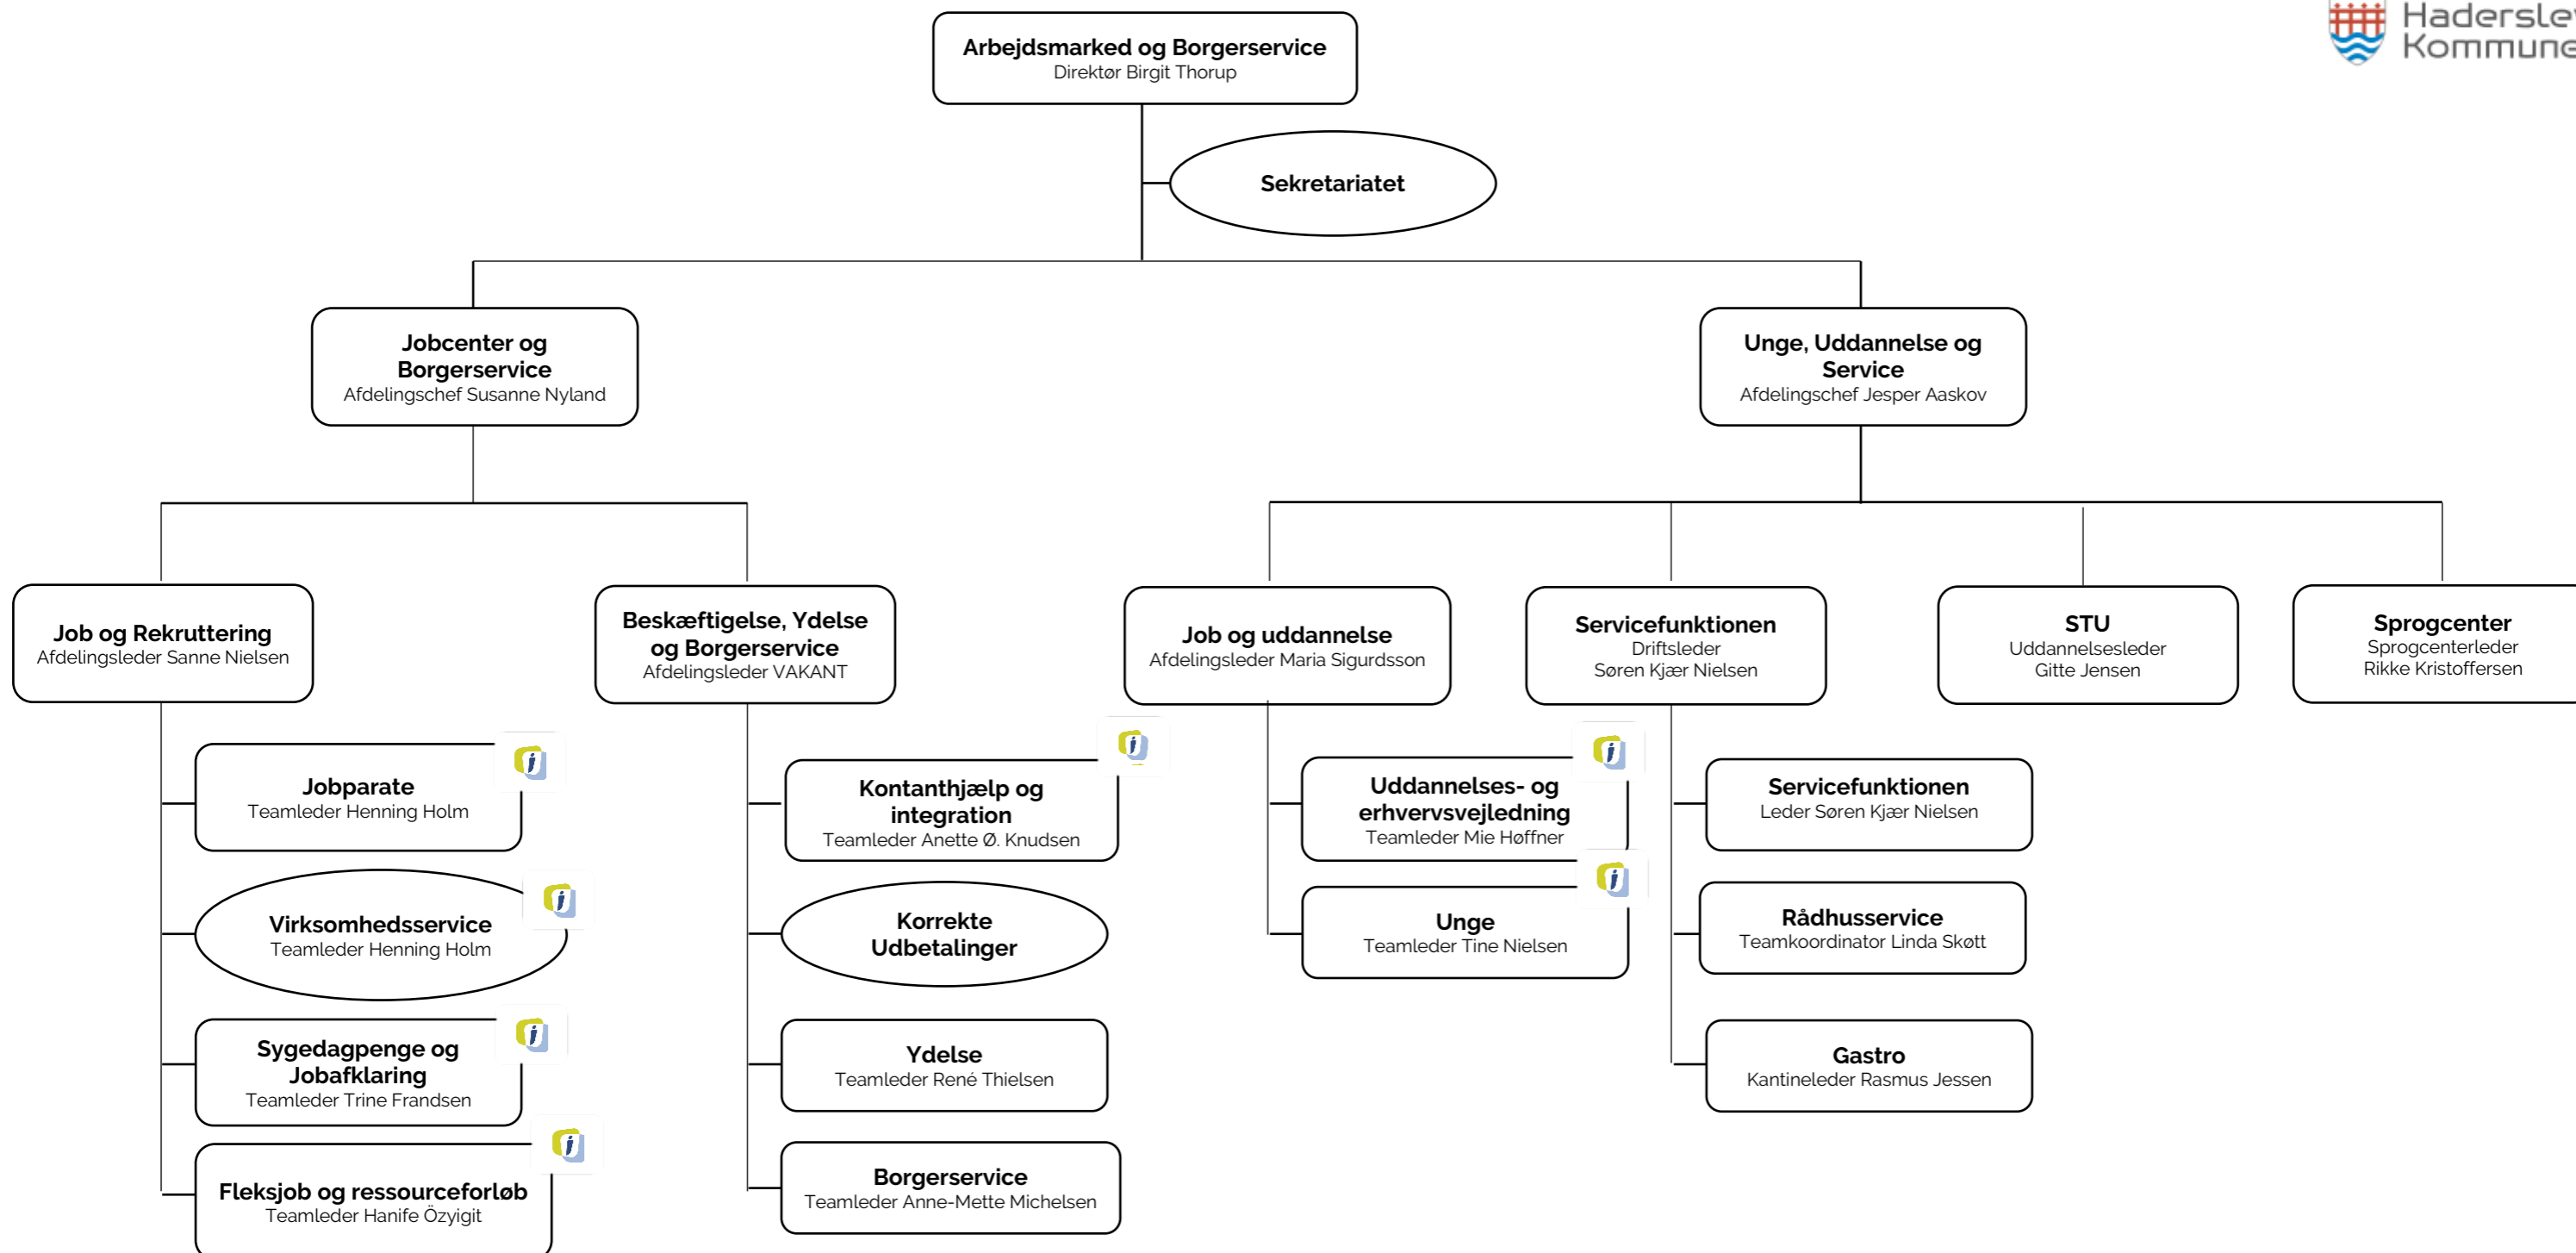 Haderslev
Kommune
Arbejdsmarked og Borgerservice
Direktør Birgit Thorup
Sekretariatet
Jobcenter og
Borgerservice
Afdelingschef Susanne Nyland
Unge, Uddannelse og
Service
Afdelingschef Jesper Aaskov
Job og Rekruttering
Afdelingsleder Sanne Nielsen
Beskæftigelse, Ydelse
og Borgerservice
Afdelingsleder VAKANT
Job og uddannelse
Afdelingsleder Maria Sigurdsson
Servicefunktionen
Driftsleder
Søren Kjær Nielsen
STU
Uddannelsesleder
Gitte Jensen
Sprogcenter
Sprogcenterleder
Rikke Kristoffersen
Jobparate
Teamleder Henning Holm
Virksomhedsservice
Teamleder Henning Holm
Sygedagpenge og
Jobafklaring
Teamleder Trine Frandsen
Fleksjob og ressourceforløb
Teamleder Hanife Özyigit
Kontanthjælp og
integration
Teamleder Anette Ø. Knudsen
Korrekte
Udbetalinger
Ydelse
Teamleder René Thielsen
Borgerservice
Teamleder Anne-Mette Michelsen
Uddannelses- og
erhvervsvejledning
Teamleder Mie Høffner
Unge
Teamleder Tine Nielsen
Servicefunktionen
Leder Søren Kjær Nielsen
Rådhusservice
Teamkoordinator Linda Skøtt
Gastro
Kantineleder Rasmus Jessen